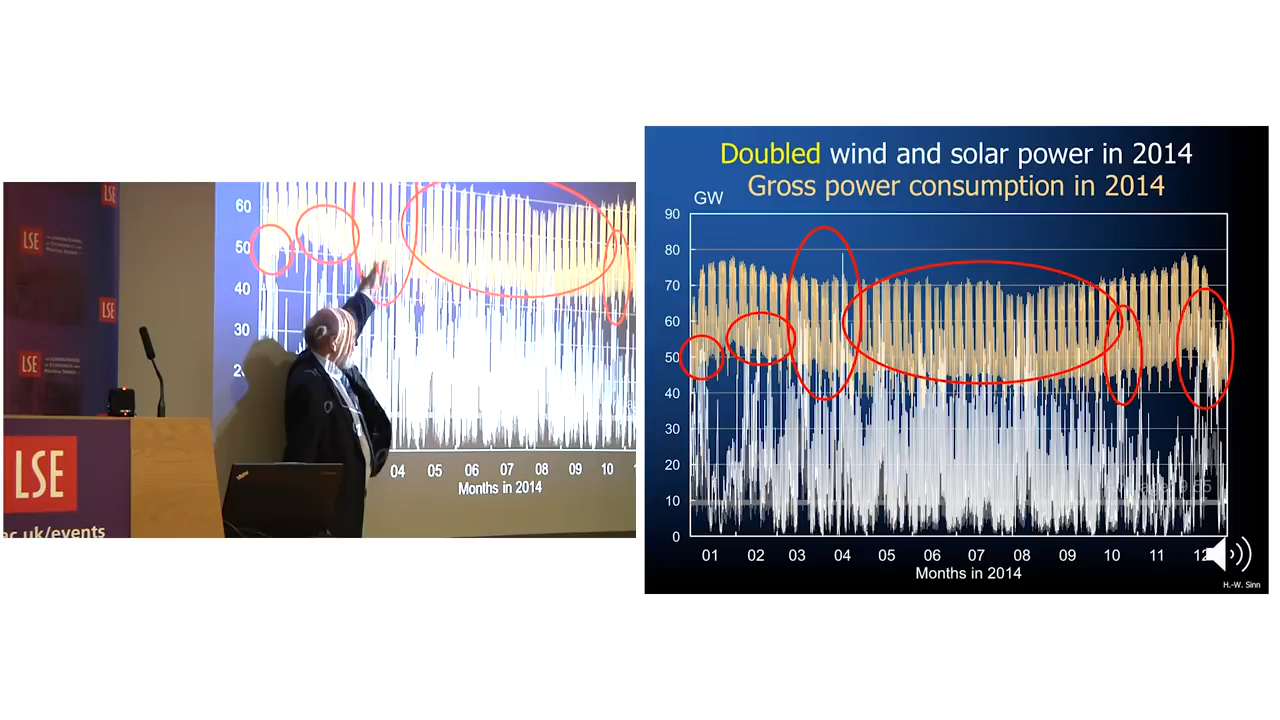 LSE
LSE
LSE
LSE
LSE
ac.uk/events
60
50
40
30
04 05 06 07 08 09 10
Months in 2014
Doubled wind and solar power in 2014
Gross power consumption in 2014
GW
90
80
70
60
50
40
30
20
10
0
01 02 03 04 05 06 07 08 09 10 11 12
Months in 2014
H.-W. Sinn